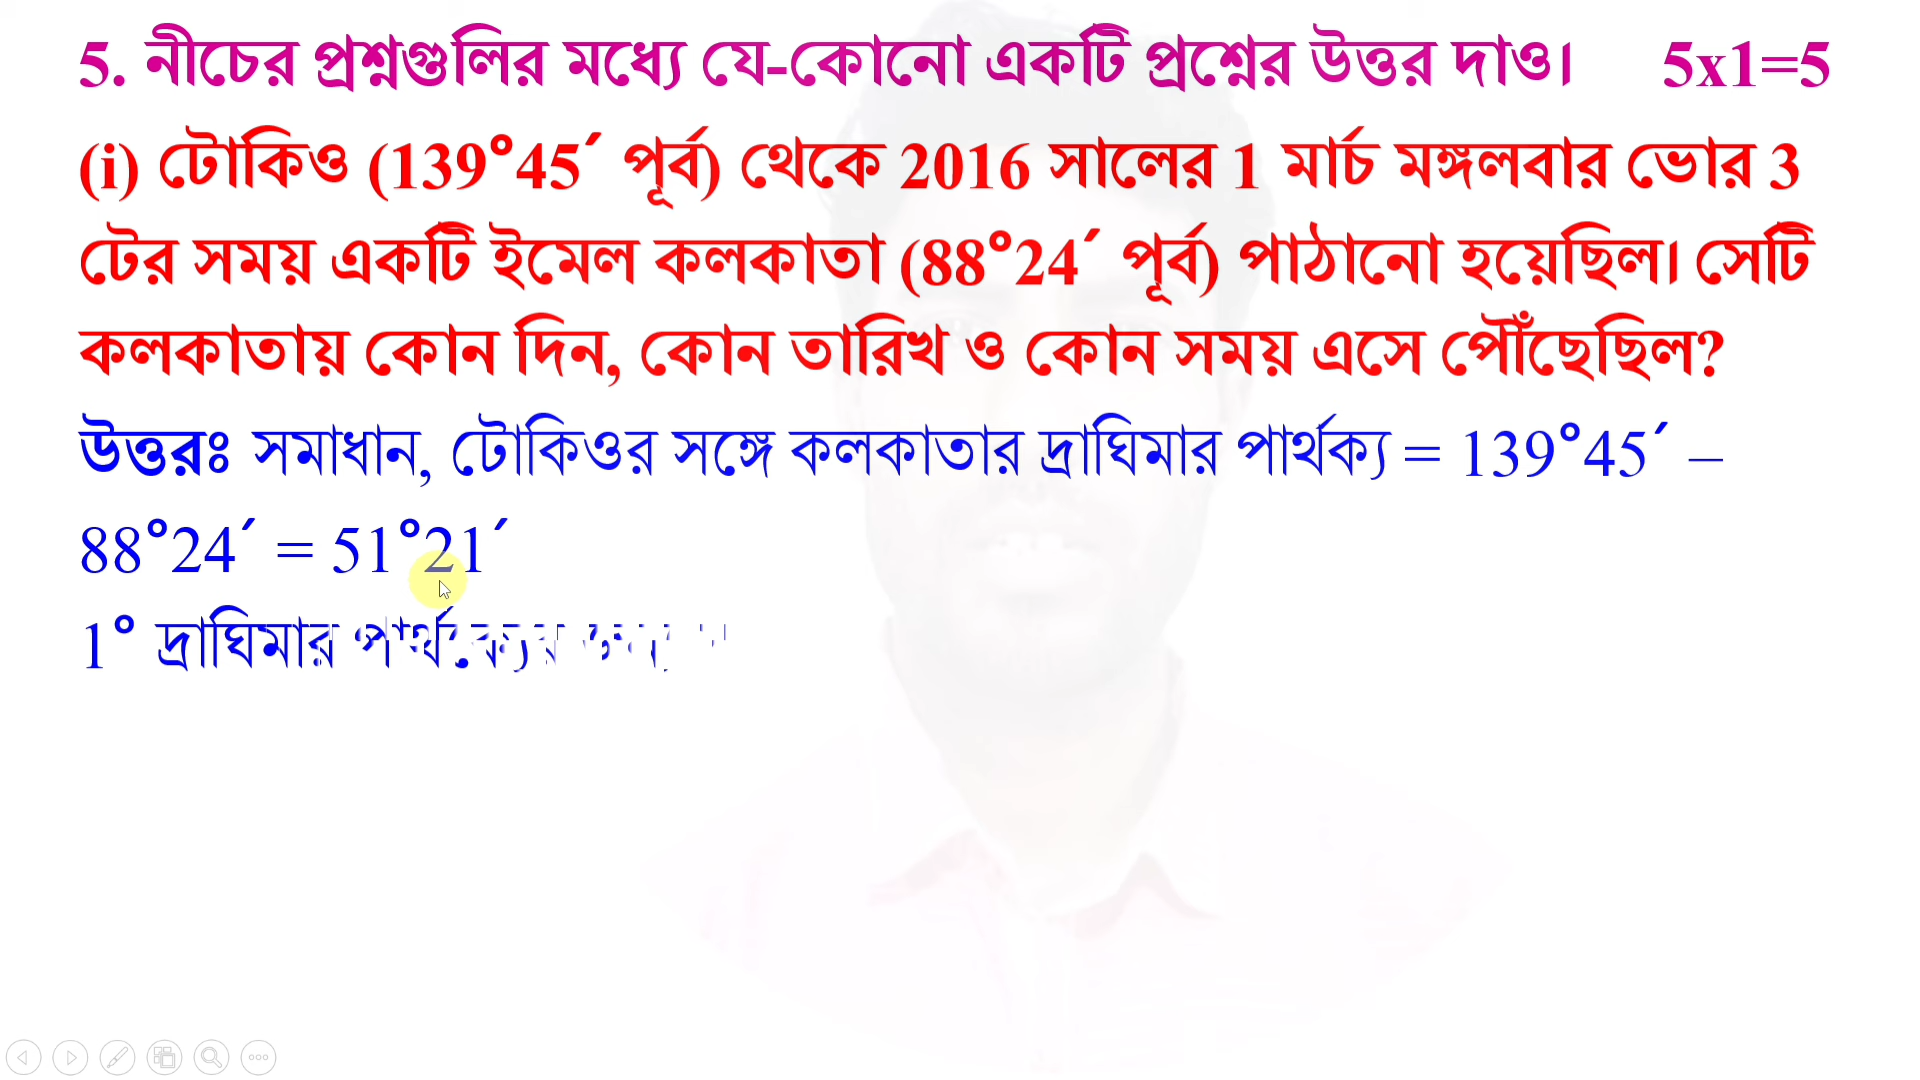 5. নীচের প্রশ্নগুলির মধ্যে যে-কোনো একটি প্রশ্নের উত্তর দাও। 5x1=5
(i) টোকিও (139°45´ পূর্ব) থেকে 2016 সালের 1 মার্চ মঙ্গলবার ভোর 3
টের সময় একটি ইমেল কলকাতা (88°24´ পূর্ব) পাঠানো হয়েছিল। সেটি
কলকাতায় কোন দিন, কোন তারিখ ও কোন সময় এসে পৌঁছেছিল?
উত্তরঃ সমাধান, টোকিওর সঙ্গে কলকাতার দ্রাঘিমার পার্থক্য = 139°45´ –
88°24´ = 51°21´
1° দ্রাঘিমার পার্থক্যের